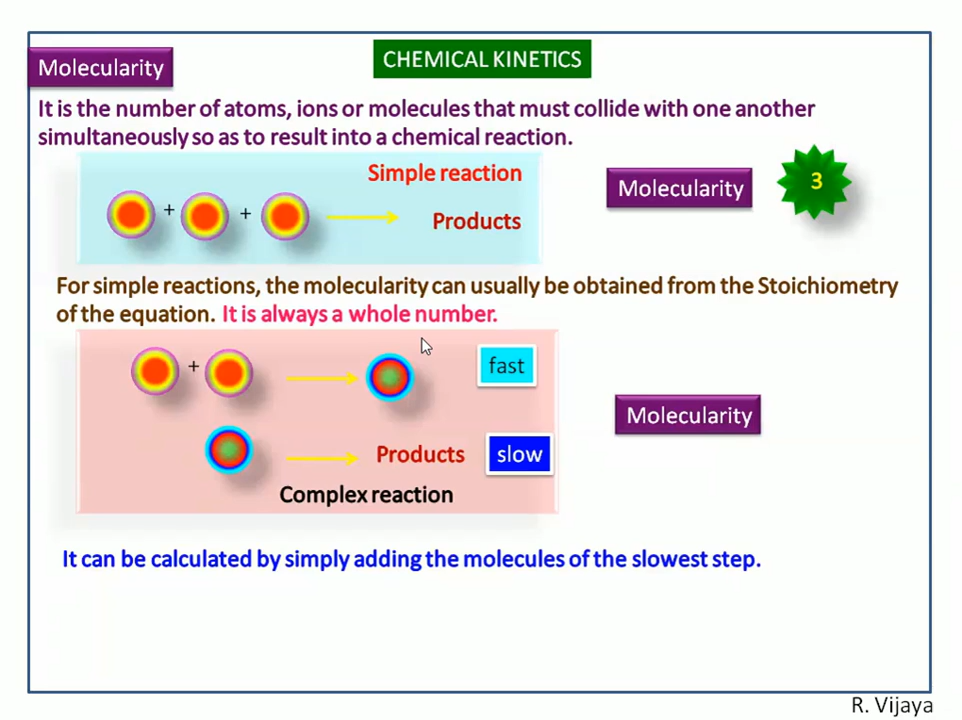 CHEMICAL KINETICS
Molecularity
It is the number of atoms, ions or molecules that must collide with one another
simultaneously so as to result into a chemical reaction.
Simple reaction
+ +
Products
Molecularity
3
For simple reactions, the molecularity can usually be obtained from the Stoichiometry
of the equation. It is always a whole number.
+
fast
Products
slow
Complex reaction
Molecularity
It can be calculated by simply adding the molecules of the slowest step.
R. Vijaya